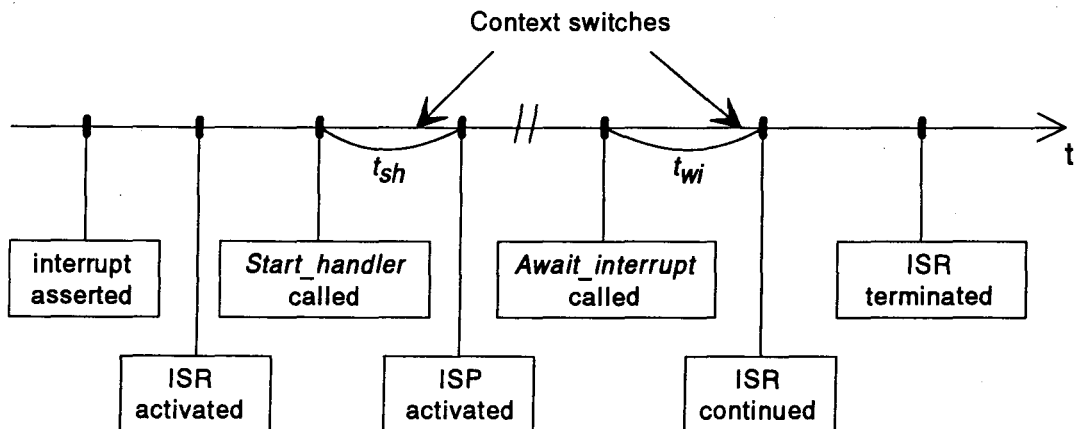 Context switches
t_sh
t_wi
t
interrupt
asserted
Start_handler
called
Await_interrupt
called
ISR
terminated
ISR
activated
ISP
activated
ISR
continued